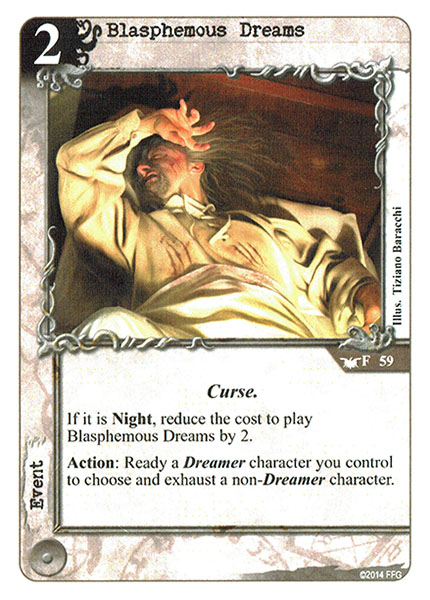 2
Blasphemous Dreams
Illus. Tiziano Baracchi
F 59
Curse.
If it is Night, reduce the cost to play
Blasphemous Dreams by 2.
Action: Ready a Dreamer character you control
to choose and exhaust a non-Dreamer character.
Event
©2014 FFG